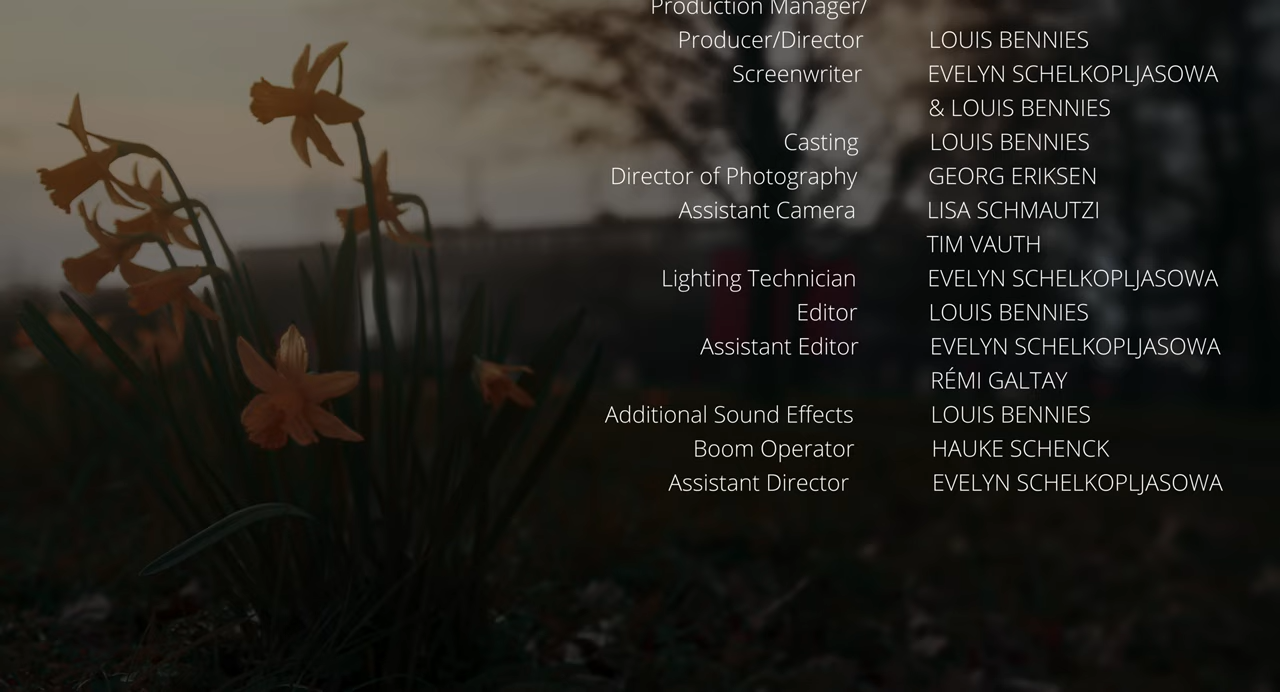 Production Manager/
Producer/Director LOUIS BENNIES
Screenwriter EVELYN SCHELKOPLJASOWA
& LOUIS BENNIES
Casting LOUIS BENNIES
Director of Photography GEORG ERIKSEN
Assistant Camera LISA SCHMAUTZI
TIM VAUTH
Lighting Technician EVELYN SCHELKOPLJASOWA
Editor LOUIS BENNIES
Assistant Editor EVELYN SCHELKOPLJASOWA
RÉMI GALTAY
Additional Sound Effects LOUIS BENNIES
Boom Operator HAUKE SCHENCK
Assistant Director EVELYN SCHELKOPLJASOWA